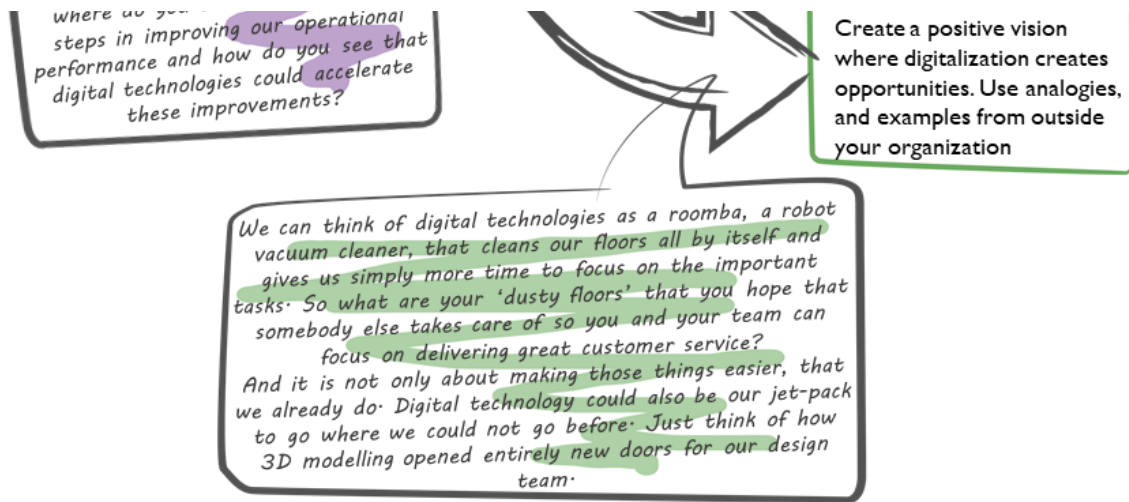 where do you
steps in improving our operational
performance and how do you see that
digital technologies could accelerate
these improvements?
Create a positive vision
where digitalization creates
opportunities. Use analogies,
and examples from outside
your organization
We can think of digital technologies as a roomba, a robot
vacuum cleaner, that cleans our floors all by itself and
gives us simply more time to focus on the important
tasks. So what are your ‘dusty floors’ that you hope that
somebody else takes care of so you and your team can
focus on delivering great customer service?
And it is not only about making those things easier, that
we already do. Digital technology could also be our jet-pack
to go where we could not go before. Just think of how
3D modelling opened entirely new doors for our design
team.